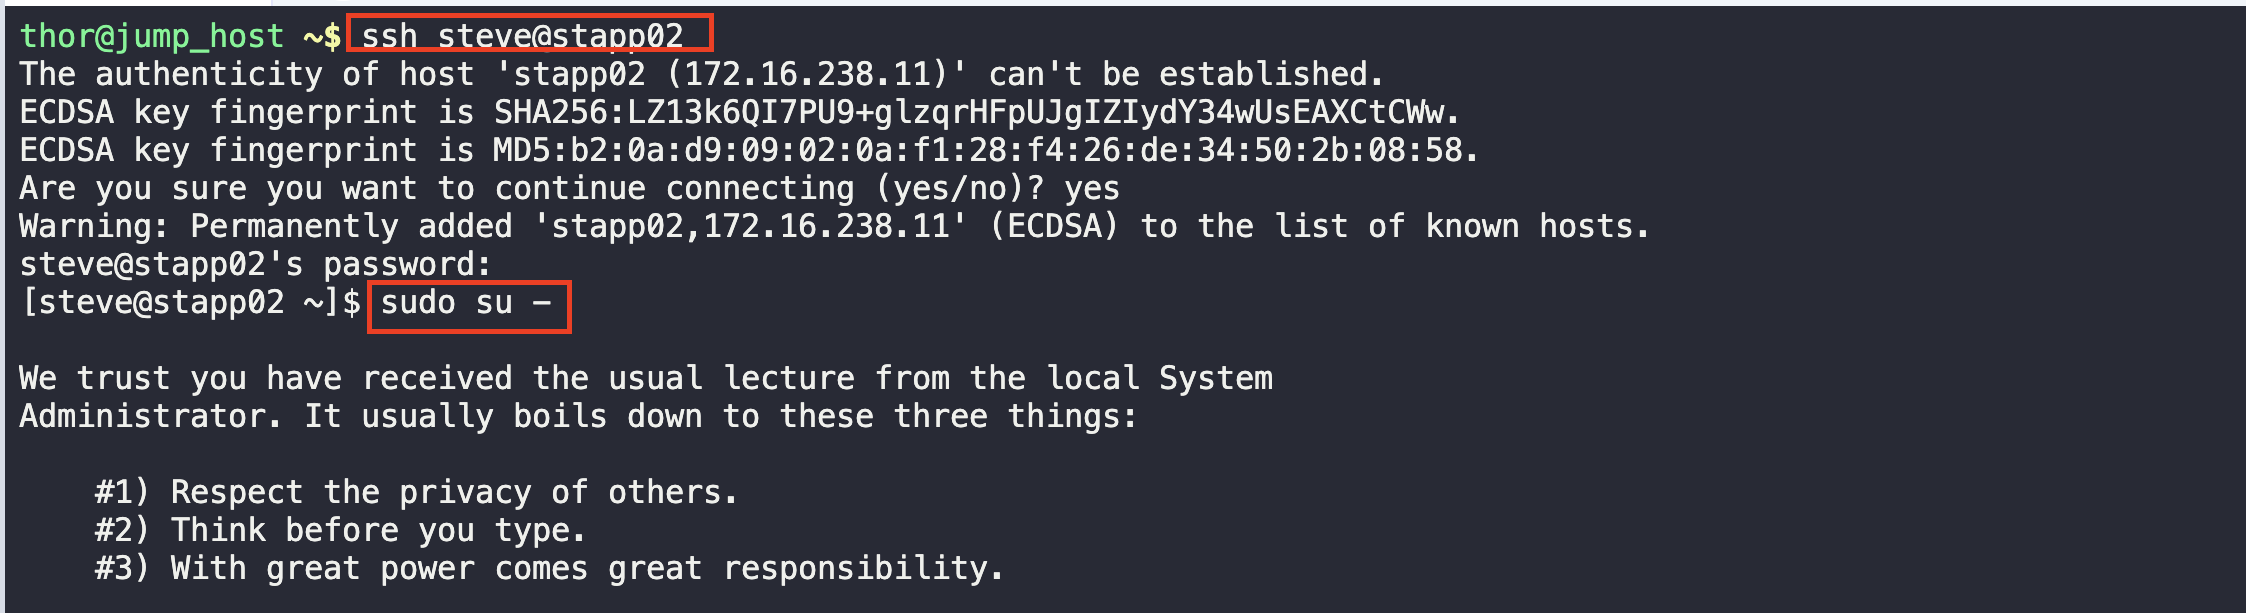 thor@jump_host ~$ ssh steve@stapp02
The authenticity of host 'stapp02 (172.16.238.11)' can't be established.
ECDSA key fingerprint is SHA256:LZ13k6QI7PU9+glzqrHFpUJgIZIydY34wUsEAXCtCWw.
ECDSA key fingerprint is MD5:b2:0a:d9:09:02:0a:f1:28:f4:26:de:34:50:2b:08:58.
Are you sure you want to continue connecting (yes/no)? yes
Warning: Permanently added 'stapp02,172.16.238.11' (ECDSA) to the list of known hosts.
steve@stapp02's password:
[steve@stapp02 ~]$ sudo su -
We trust you have received the usual lecture from the local System
Administrator. It usually boils down to these three things:
#1) Respect the privacy of others.
#2) Think before you type.
#3) With great power comes great responsibility.